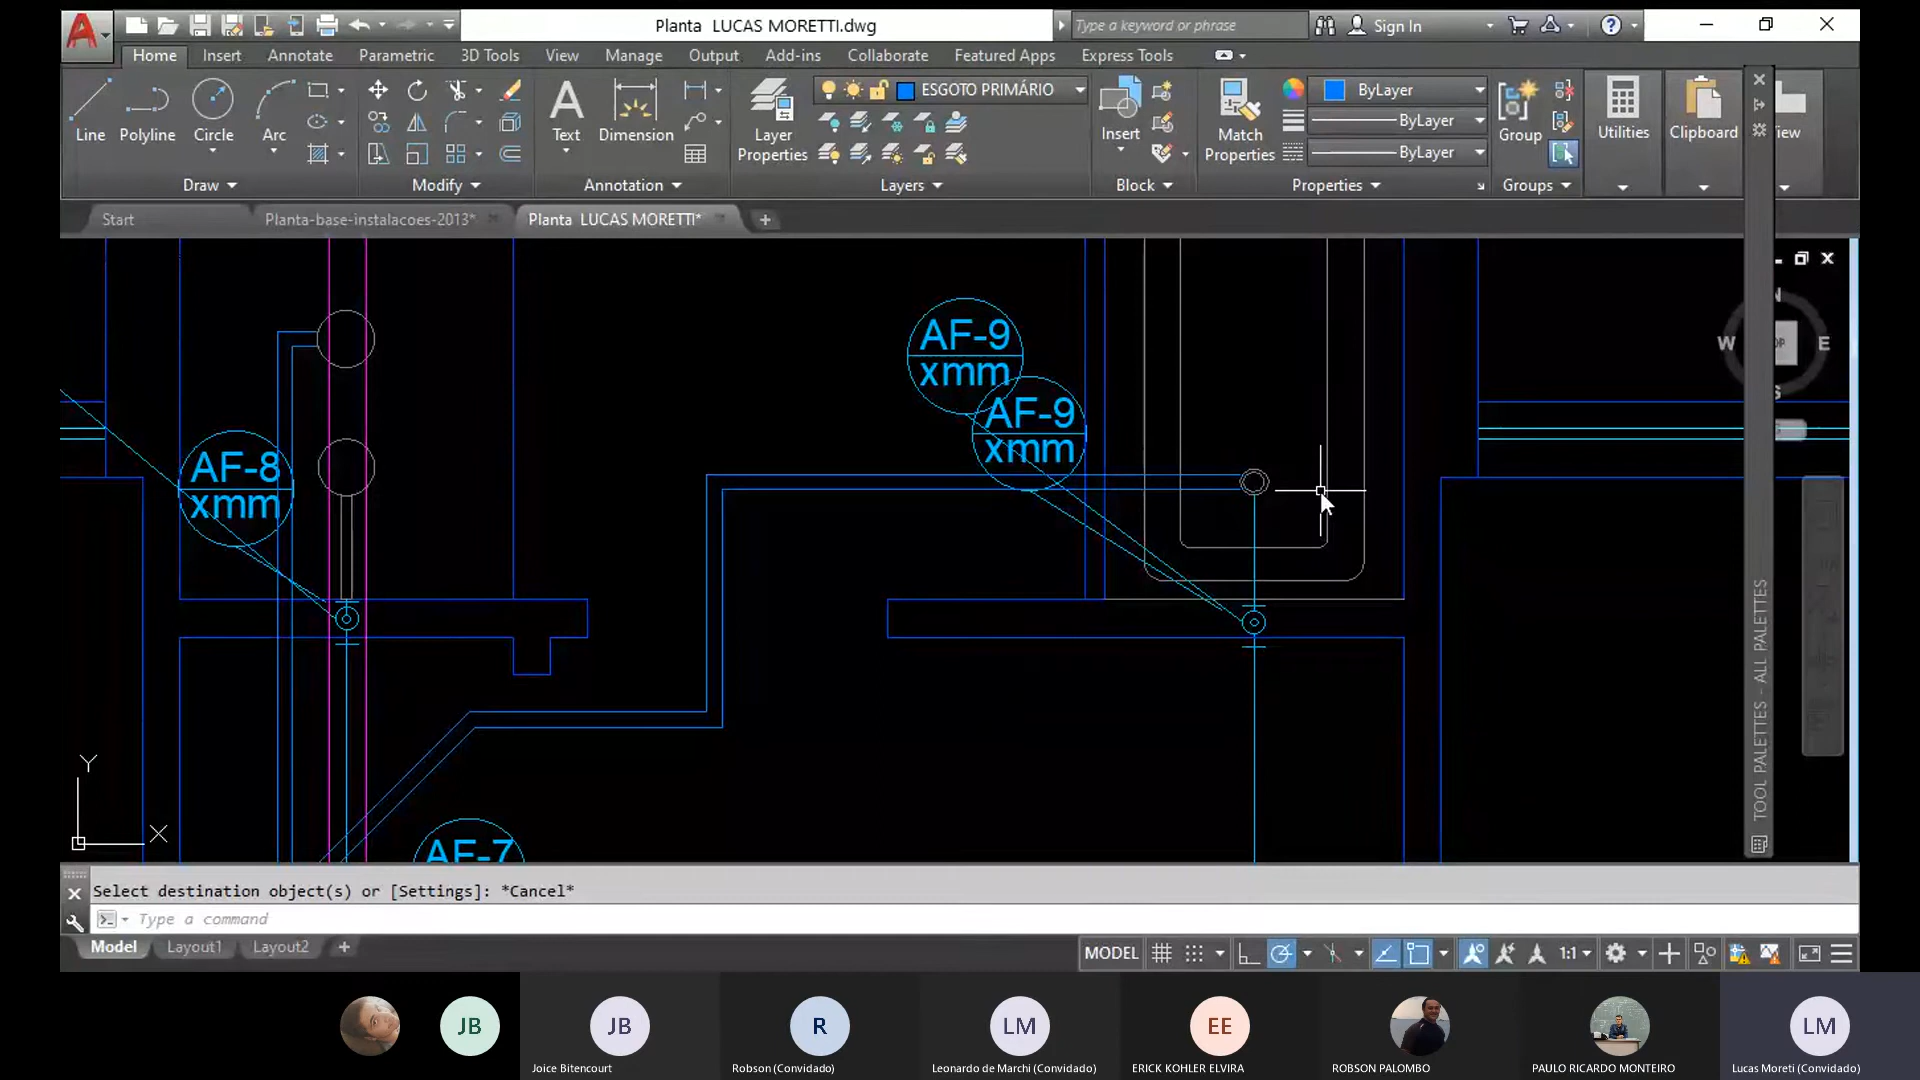 Planta LUCAS MORETTI.dwg
Type a keyword or phrase
Sign In
Home Insert Annotate Parametric 3D Tools View Manage Output Add-ins Collaborate Featured Apps Express Tools
ESGOTO PRIMÁRIO
ByLayer
ByLayer
ByLayer
Line Polyline Circle Arc
Text Dimension
Layer Properties
Insert
Match Properties
Group
Utilities
Clipboard
Draw Modify Annotation Layers Block Properties Groups
Start
Planta-base-instalacoes-2013*
Planta LUCAS MORETTI*
AF-9
xmm
AF-9
xmm
AF-8
xmm
AF-7
W E
Y
X
TOOL PALETTES - ALL PALETTES
Select destination object(s) or [Settings]: *Cancel*
Type a command
Model Layout1 Layout2
MODEL
1:1
JB
JB
R
LM
EE
LM
Joice Bitencourt
Robson (Convidado)
Leonardo de Marchi (Convidado)
ERICK KOHLER ELVIRA
ROBSON PALOMBO
PAULO RICARDO MONTEIRO
Lucas Moreti (Convidado)